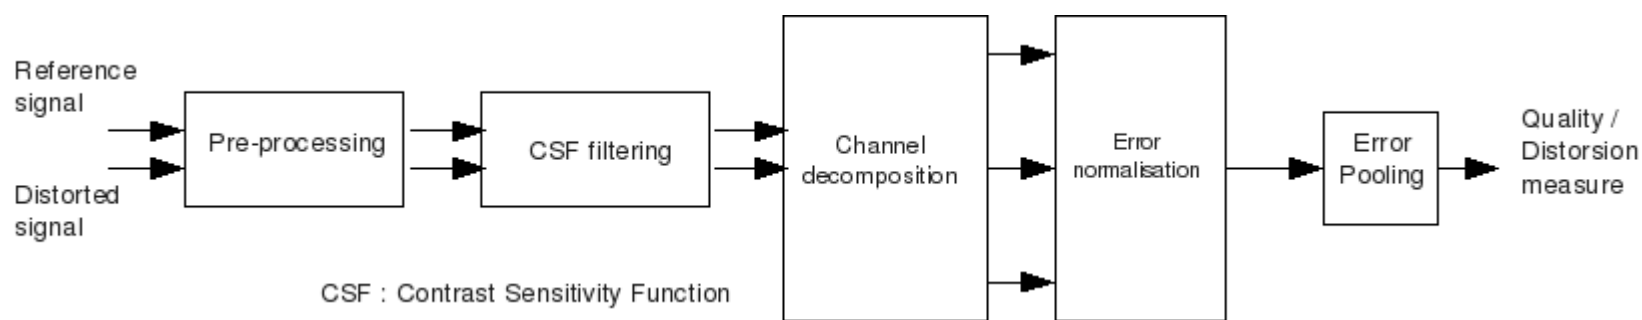 Reference
signal
Distorted
signal
Pre-processing
CSF filtering
Channel
decomposition
Error
normalisation
Error
Pooling
Quality /
Distorsion
measure
CSF : Contrast Sensitivity Function